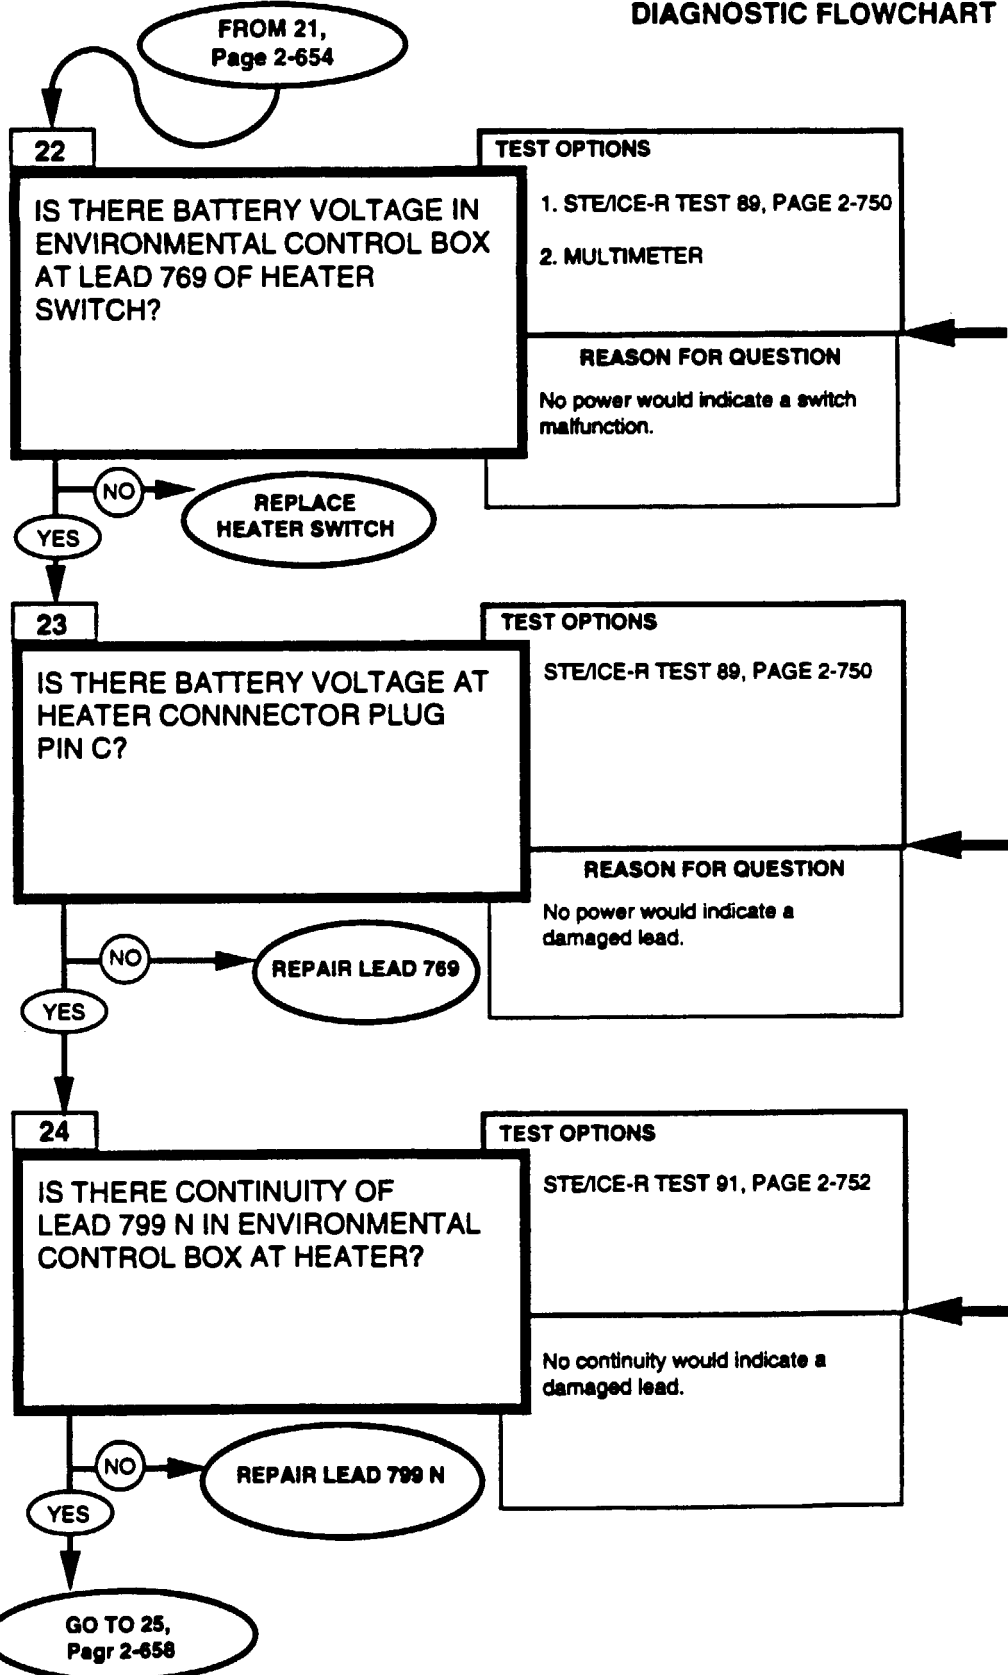 DIAGNOSTIC FLOWCHART
FROM 21,
Page 2-654
22
IS THERE BATTERY VOLTAGE IN
ENVIRONMENTAL CONTROL BOX
AT LEAD 769 OF HEATER
SWITCH?
TEST OPTIONS
1. STE/ICE-R TEST 89, PAGE 2-750
2. MULTIMETER
REASON FOR QUESTION
No power would indicate a switch
malfunction.
NO
REPLACE
HEATER SWITCH
YES
23
IS THERE BATTERY VOLTAGE AT
HEATER CONNNECTOR PLUG
PIN C?
TEST OPTIONS
STE/ICE-R TEST 89, PAGE 2-750
REASON FOR QUESTION
No power would indicate a
damaged lead.
NO
REPAIR LEAD 769
YES
24
IS THERE CONTINUITY OF
LEAD 799 N IN ENVIRONMENTAL
CONTROL BOX AT HEATER?
TEST OPTIONS
STE/ICE-R TEST 91, PAGE 2-752
No continuity would indicate a
damaged lead.
NO
REPAIR LEAD 799 N
YES
GO TO 25,
Pagr 2-658